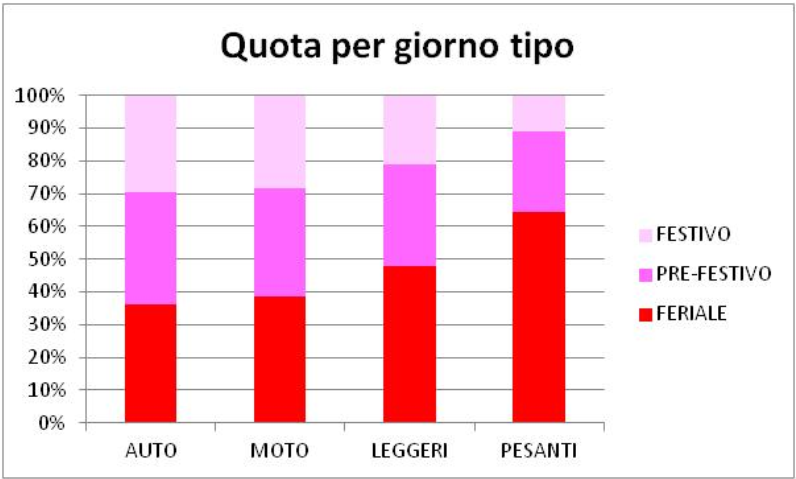 Quota per giorno tipo
100%
90%
80%
70%
60%
50%
40%
30%
20%
10%
0%
AUTO MOTO LEGGERI PESANTI
FESTIVO
PRE-FESTIVO
FERIALE